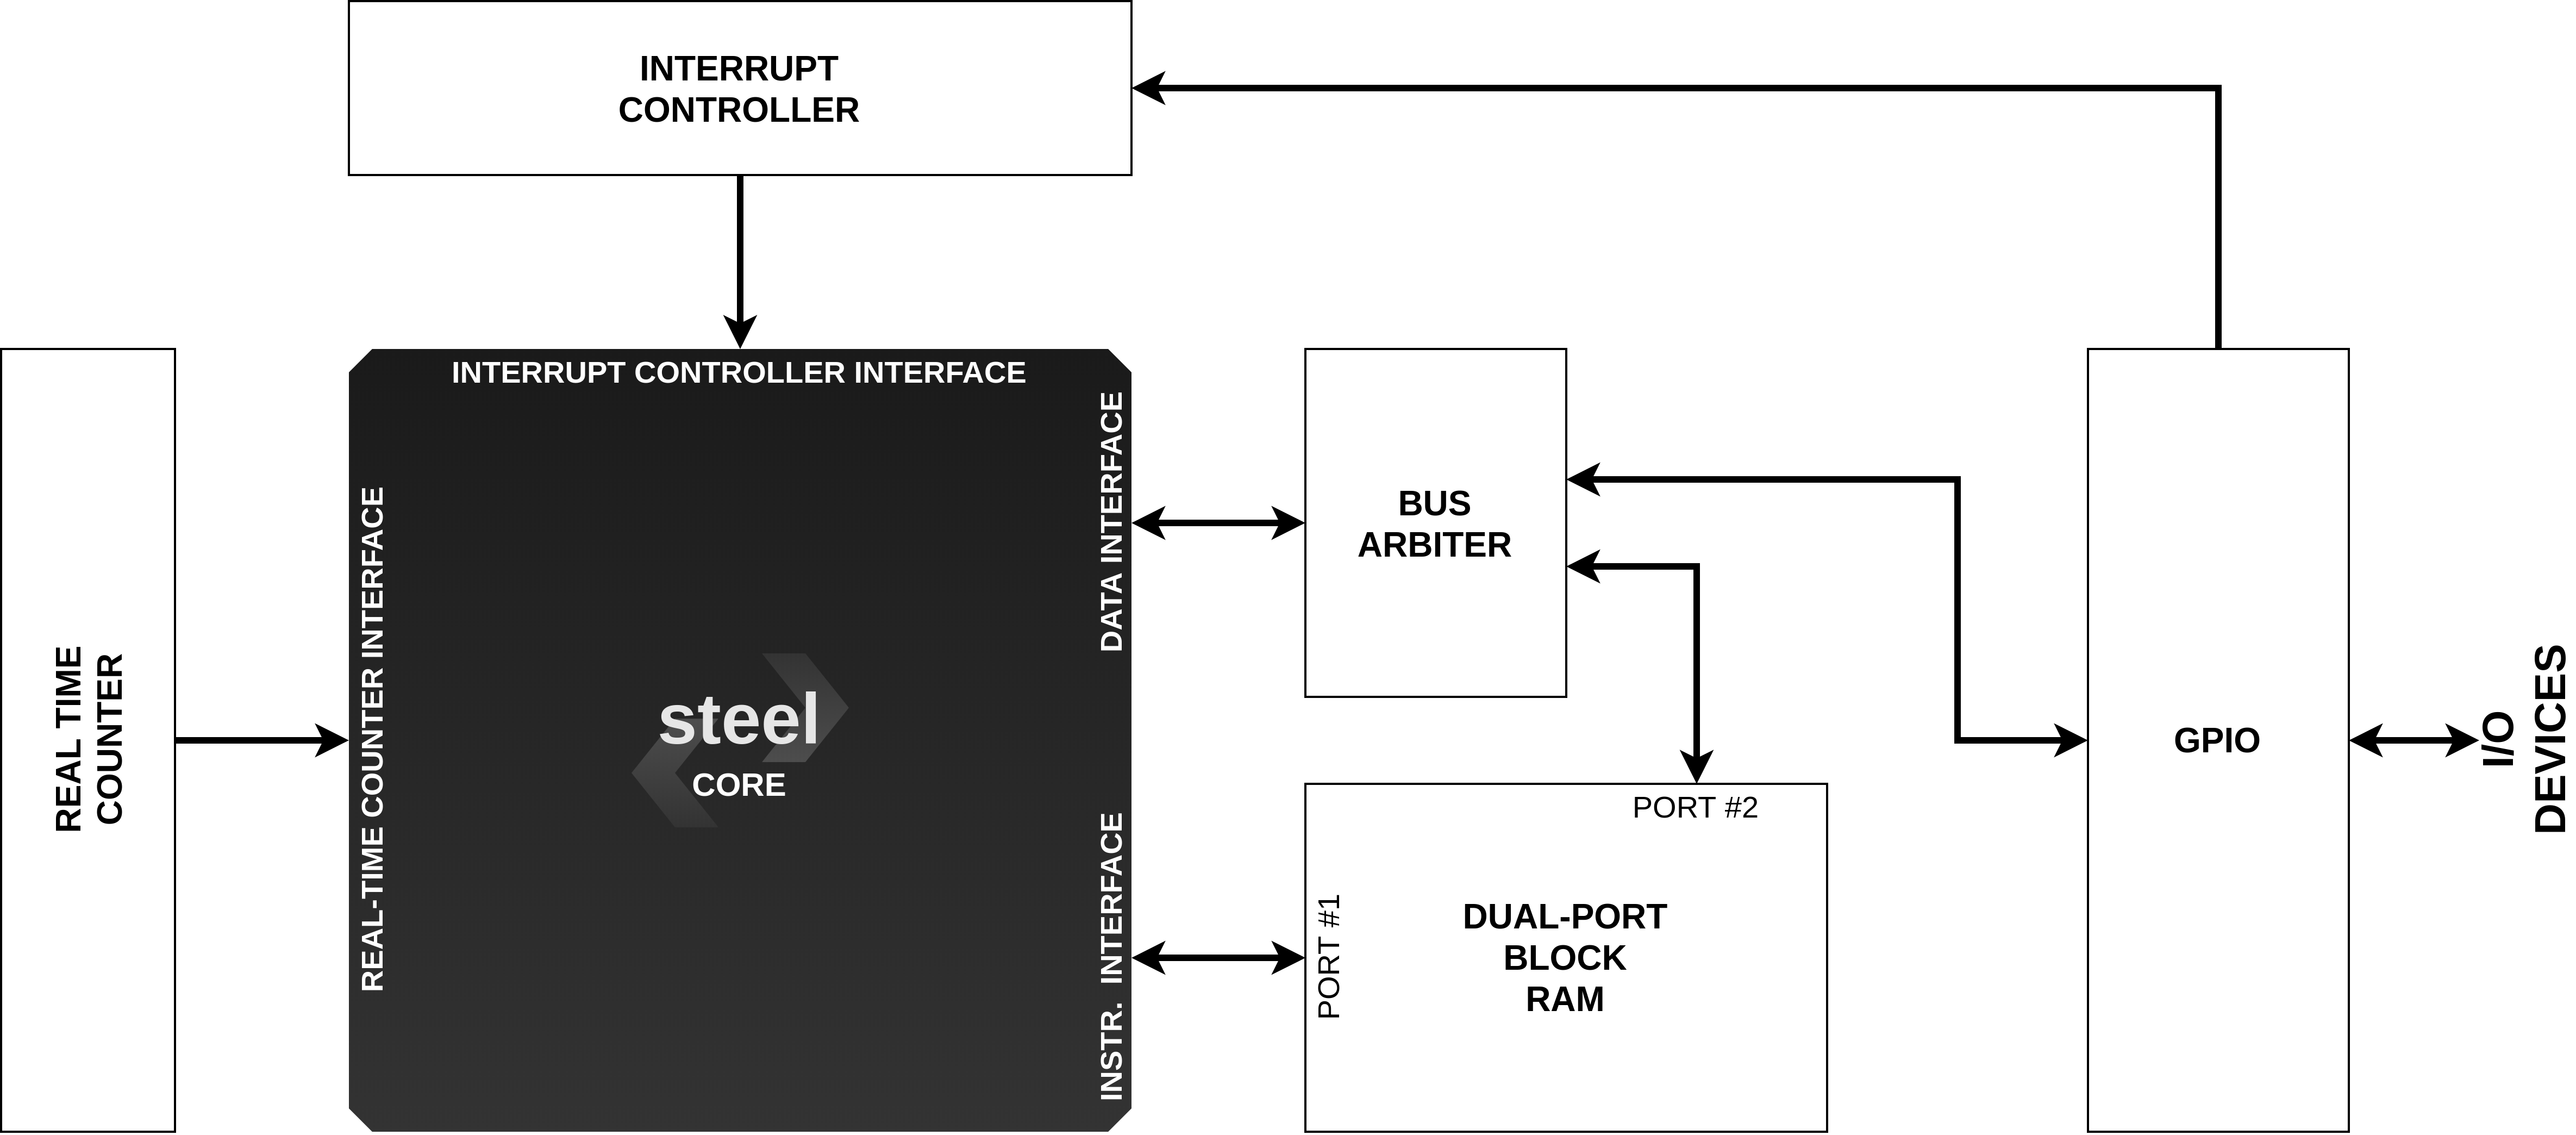 INTERRUPT
CONTROLLER
INTERRUPT CONTROLLER INTERFACE
REAL TIME
COUNTER
REAL-TIME COUNTER INTERFACE
steel
CORE
DATA INTERFACE
INSTR. INTERFACE
BUS
ARBITER
PORT #2
PORT #1
DUAL-PORT
BLOCK
RAM
GPIO
I/O
DEVICES